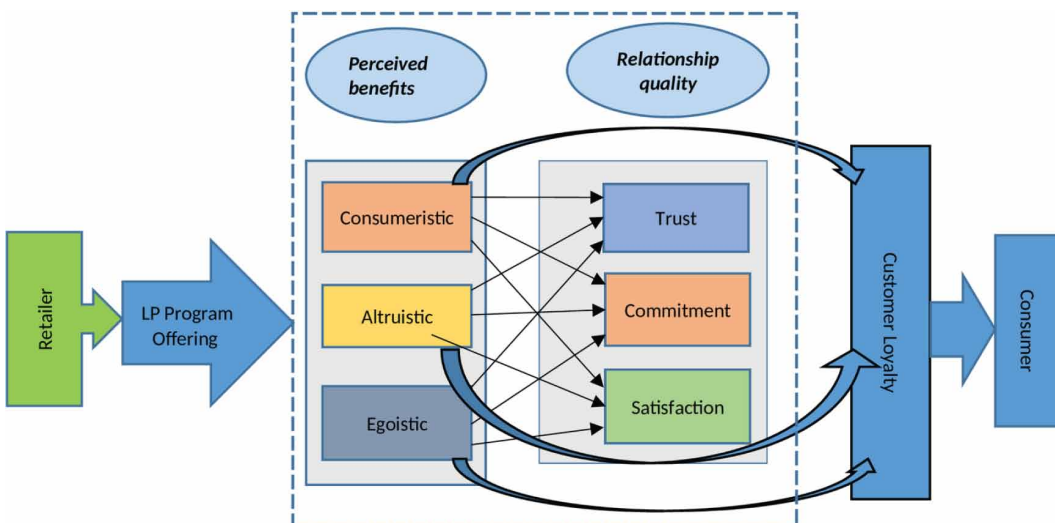 Perceived
benefits
Relationship
quality
Retailer
LP Program
Offering
Consumeristic
Altruistic
Egoistic
Trust
Commitment
Satisfaction
Customer Loyalty
Consumer